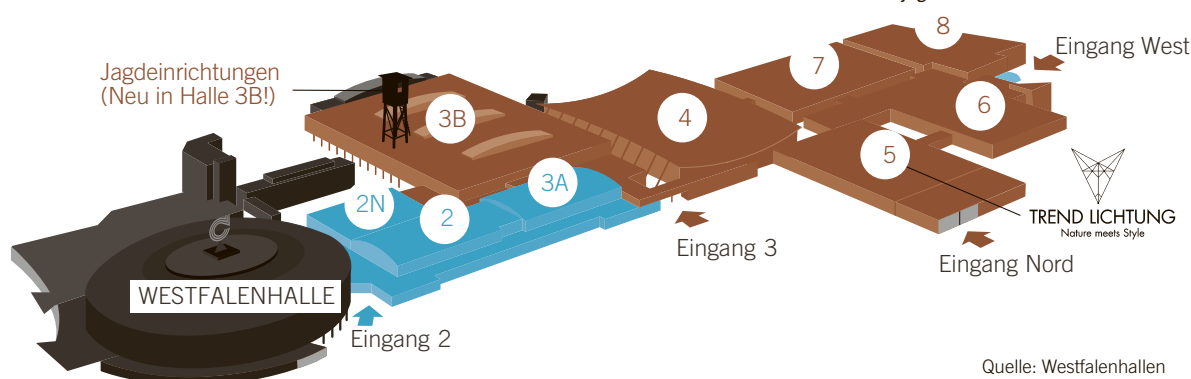 8
Eingang West
7
Jagdeinrichtungen
(Neu in Halle 3B!)
6
3B
4
5
3A
2N
2
TREND LICHTUNG
Nature meets Style
Eingang 3
Eingang Nord
WESTFALENHALLE
Eingang 2
Quelle: Westfalenhallen